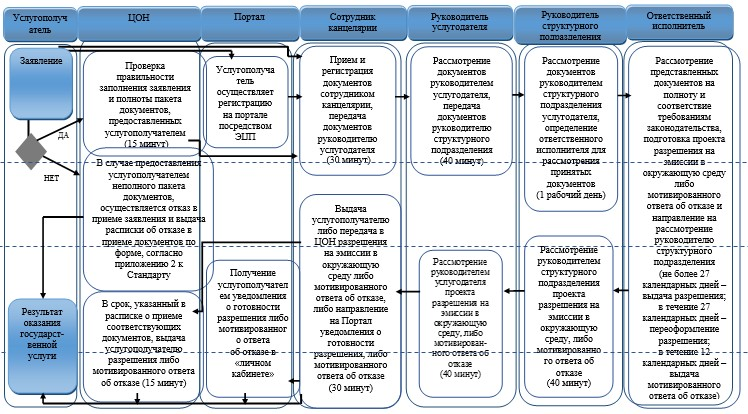 Услугополуч
атель
ЦОН
Портал
Сотрудник
канцелярии
Руководитель
услугодателя
Руководитель
структурного
подразделения
Ответственный
исполнитель
Заявление
ДА
НЕТ
Результат
оказания
государст-
венной
услуги
Проверка
правильности
заполнения заявления
и полноты пакета
документов,
предоставленных
услугополучателем
(15 минут)
В случае предоставления
услугополучателем
неполного пакета
документов,
осуществляется отказ в
приеме заявления и выдача
расписки об отказе в
приеме документов по
форме, согласно
приложению 2 к
Стандарту
В срок, указанный в
расписке о приеме
соответствующих
документов, выдача
услугополучателю
разрешения либо
мотивированного ответа
об отказе (15 минут)
Услугополуча
тель
осуществляет
регистрацию
на портале
посредством
ЭЦП
Получение
услугополучател
ем уведомления
о готовности
разрешения либо
мотивированног
о ответа
об отказе в
«личном
кабинете»
Прием и
регистрация
документов
сотрудником
канцелярии,
передача
документов
руководителю
услугодателя
(30 минут)
Выдача
услугополучателю
либо передача в
ЦОН разрешения
на эмиссии в
окружающую
среду либо
мотивированного
ответа об отказе,
либо направление
на Портал
уведомления о
готовности
разрешения, либо
мотивированного
ответа об отказе
(30 минут)
Рассмотрение
документов
руководителем
услугодателя,
передача
документов
руководителю
структурного
подразделения
(40 минут)
Рассмотрение
руководителем
услугодателя
проекта
разрешения на
эмиссии в
окружающую
среду, либо
мотивирован-
ного ответа об
отказе
(40 минут)
Рассмотрение
документов
руководителем
структурного
подразделения
услугодателя,
определение
ответственного
исполнителя для
рассмотрения
принятых
документов
(1 рабочий день)
Рассмотрение
руководителем
структурного
подразделения
проекта
разрешения на
эмиссии в
окружающую
среду, либо
мотивированно
го ответа об
отказе
(40 минут)
Рассмотрение
представленных
документов на
полноту и
соответствие
требованиям
законодательства,
подготовка проекта
разрешения на
эмиссии в
окружающую среду
либо
мотивированного
ответа об отказе и
направление на
рассмотрение
руководителю
структурного
подразделения
(не более 27
календарных дней –
выдача разрешения;
в течение 27
календарных дней –
переоформление
разрешения;
в течение 12
календарных дней –
выдача
мотивированного
ответа об отказе